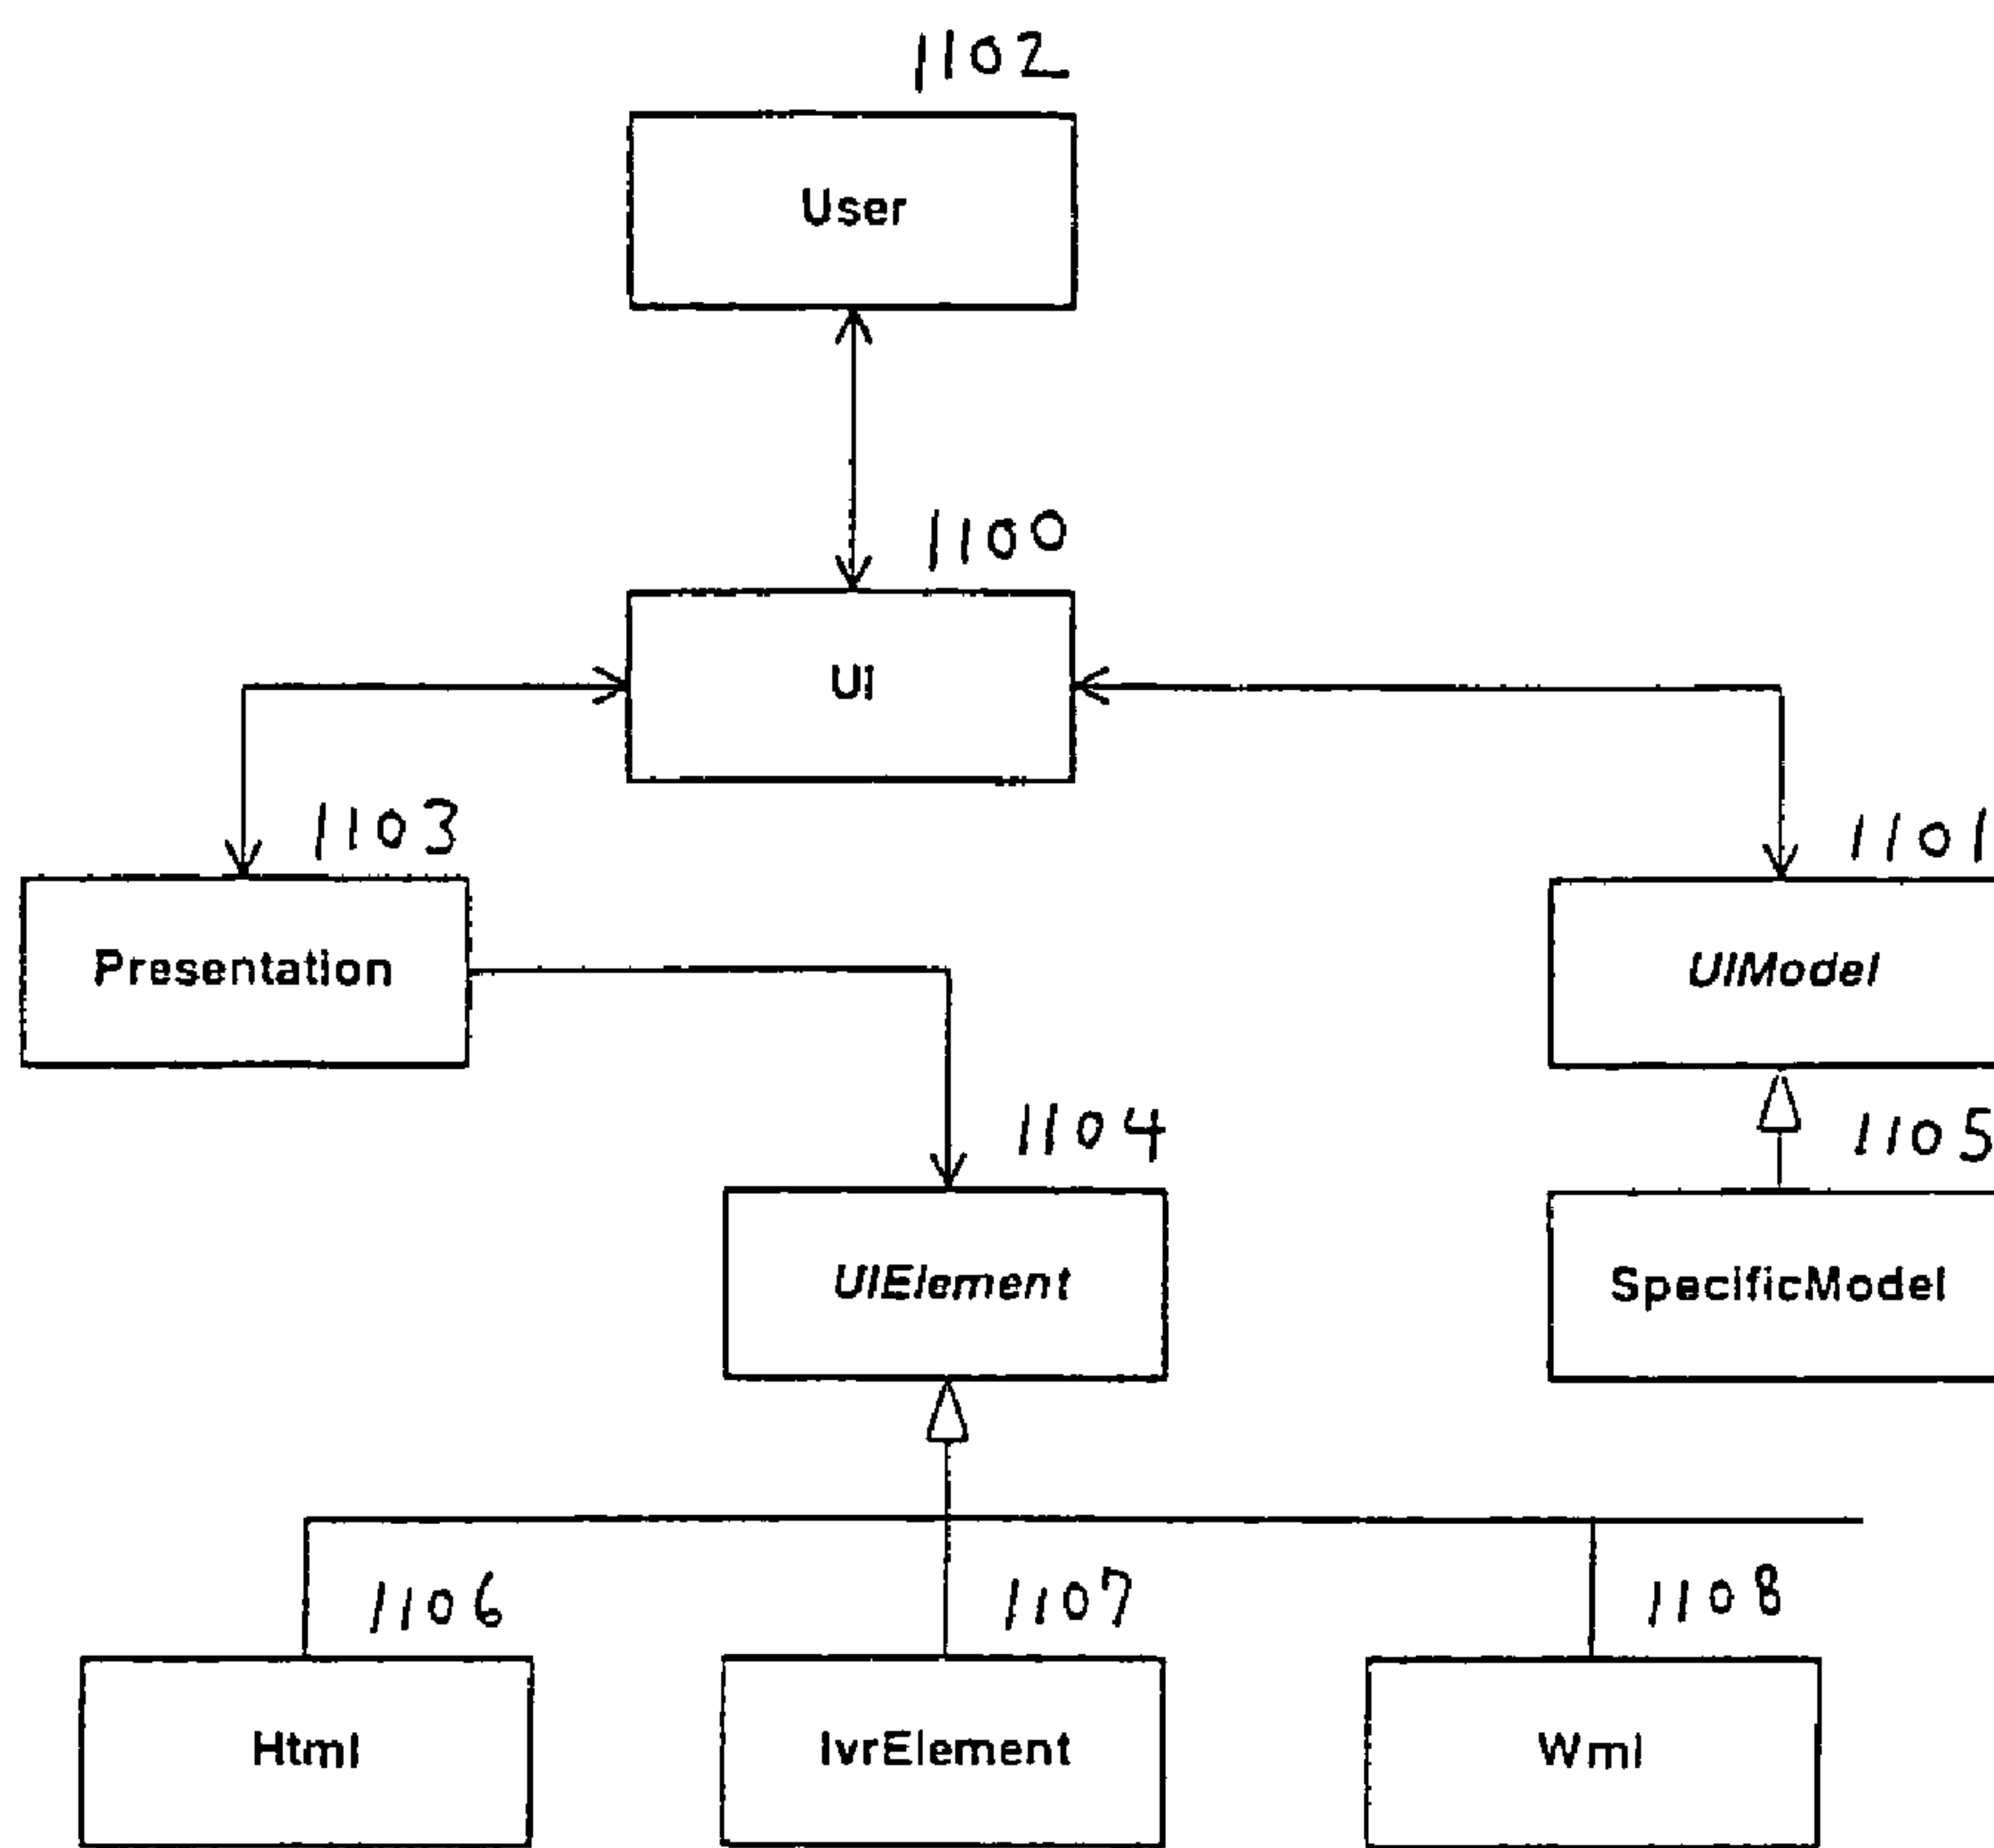 1102
User
1100
UI
1103
1101
Presentation
UIModel
1104
1105
UIElement
SpecificModel
1106
1107
1108
Html
IvrElement
Wml